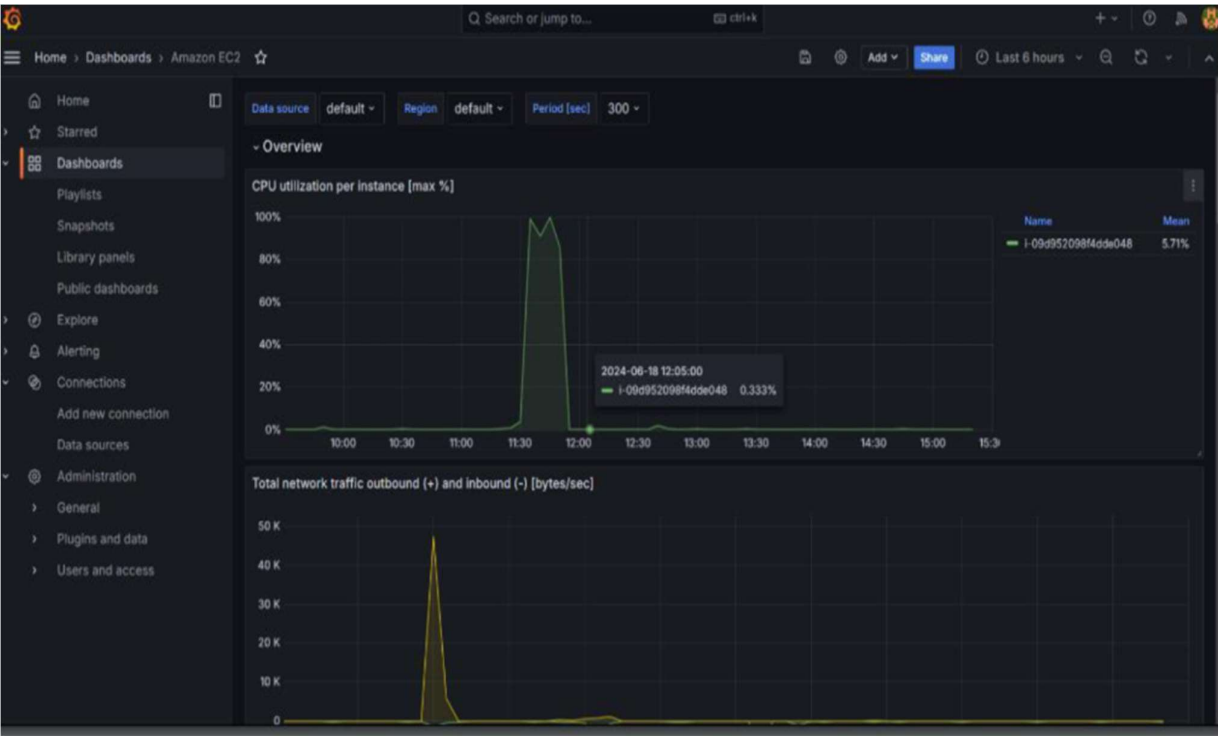 Search or jump to... ctrl+k
Home > Dashboards > Amazon EC2
Add
Share
Last 6 hours
Home
Starred
Dashboards
Playlists
Snapshots
Library panels
Public dashboards
Explore
Alerting
Connections
Add new connection
Data sources
Administration
General
Plugins and data
Users and access
Data source default Region default Period [sec] 300
Overview
CPU utilization per instance [max %]
100%
80%
60%
40%
20%
0%
10:00 10:30 11:00 11:30 12:00 12:30 13:00 13:30 14:00 14:30 15:00 15:3
2024-06-18 12:05:00
i-09d952098f4dde048 0.333%
Name Mean
i-09d952098f4dde048 5.71%
Total network traffic outbound (+) and inbound (-) [bytes/sec]
50 K
40 K
30 K
20 K
10 K
0